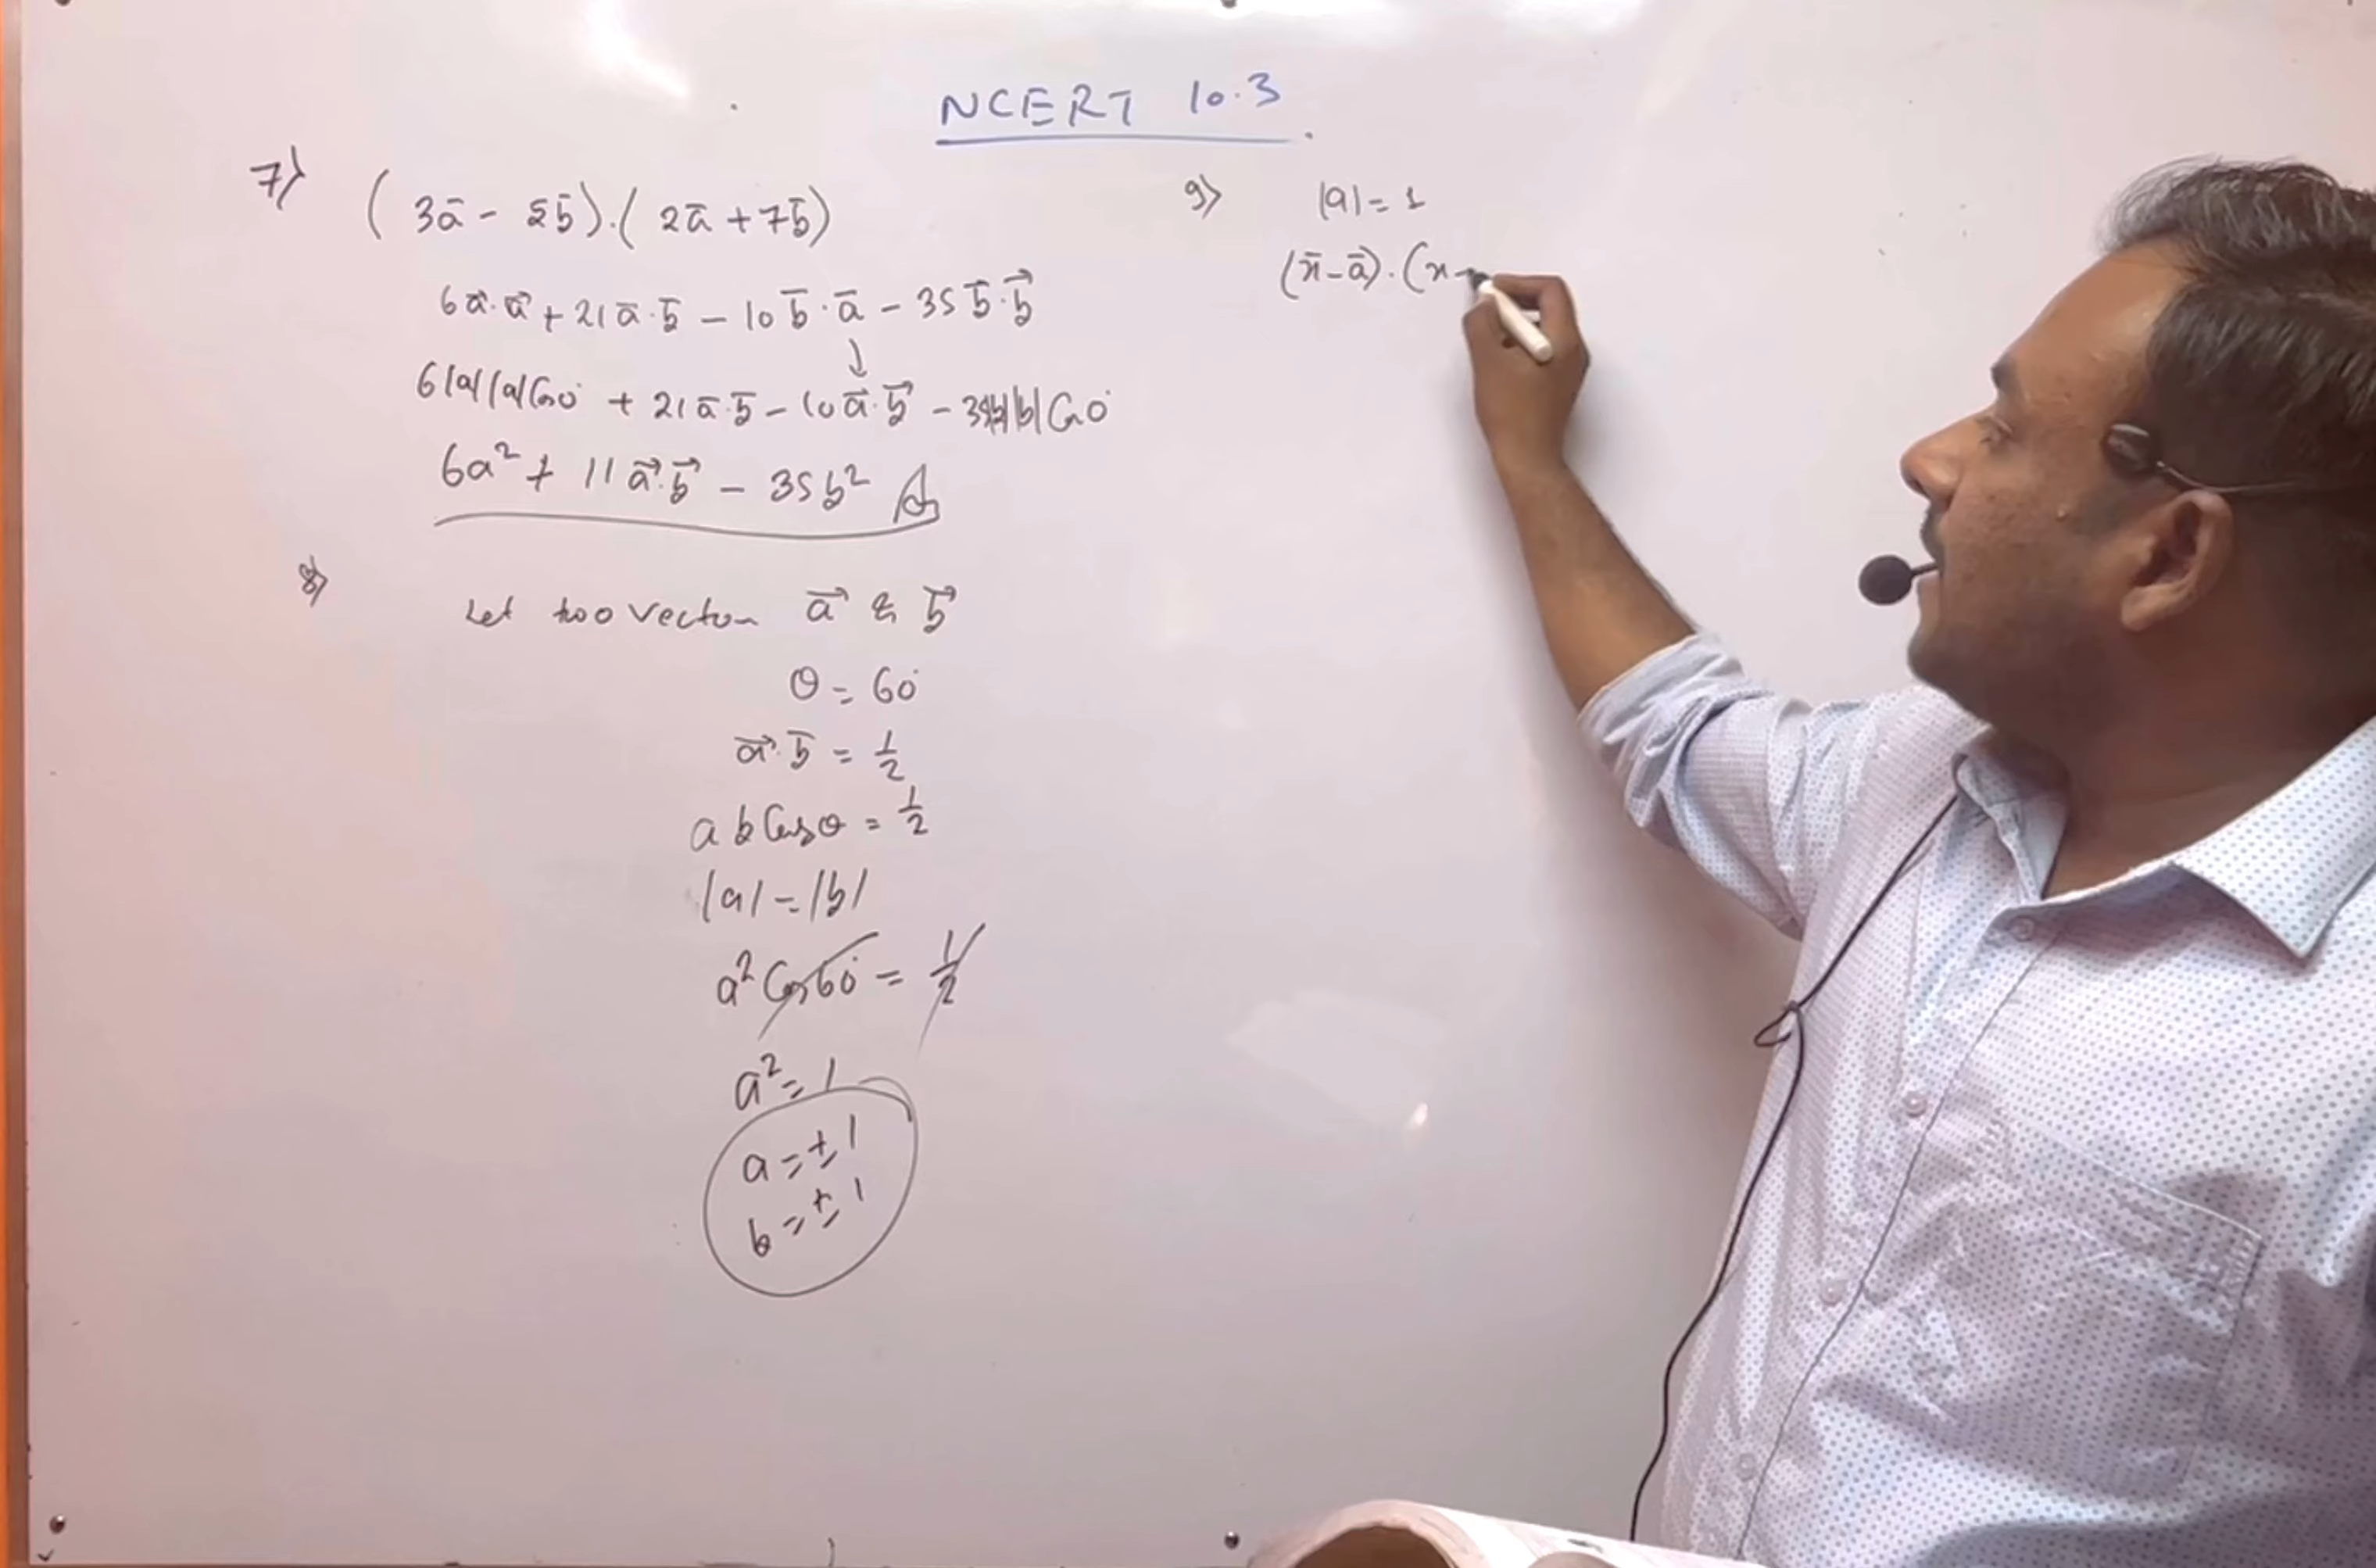 NCERT 10.3
7) (3a̅ - 5b̅).(2a̅ + 7b̅)
6a⃗.a⃗ + 21a̅.b̅ - 10b̅.a̅ - 35b̅.b⃗
↓
6|a||a|Cos0° + 21a̅.b̅ - 10a⃗.b⃗ - 35|b||b|Cos0°
6a² + 11a⃗.b⃗ - 35b²
8)
Let two vector a⃗ & b⃗
θ = 60°
a⃗.b̅ = 1/2
a b Cosθ = 1/2
|a| = |b|
a² Cos60° = 1/2
a² = 1
a = ±1
b = ±1
9) |a| = 1
(x̅ - a̅).(x -